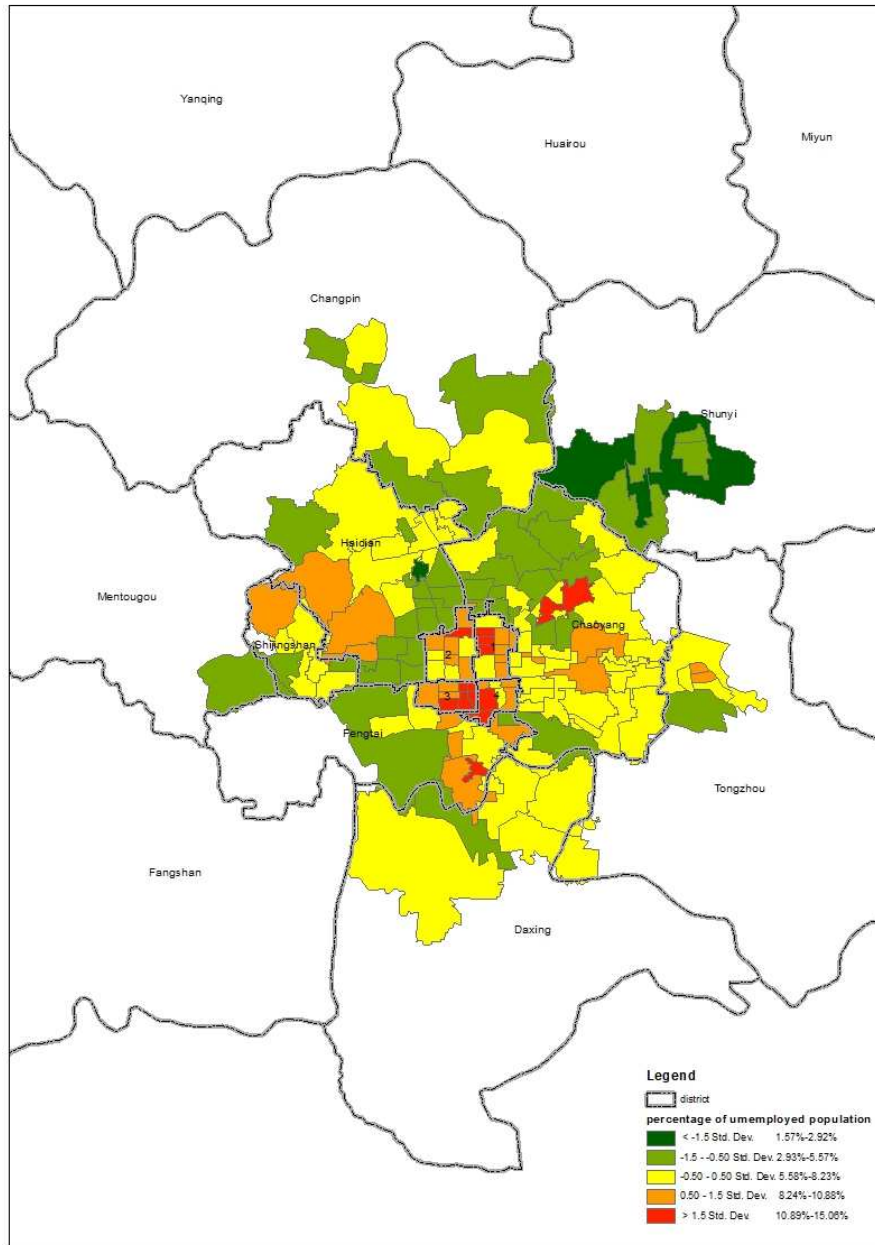 Yanqing
Huairou
Miyun
Changpin
Shunyi
Haidian
Mentougou
Chaoyang
Shijingshan
1
2
3
4
Fengtai
Tongzhou
Fangshan
Daxing
Legend
district
percentage of umemployed population
< -1.5 Std. Dev. 1.57%-2.92%
-1.5 - -0.50 Std. Dev. 2.93%-5.57%
-0.50 - 0.50 Std. Dev. 5.58%-8.23%
0.50 - 1.5 Std. Dev. 8.24%-10.88%
> 1.5 Std. Dev. 10.89%-15.06%